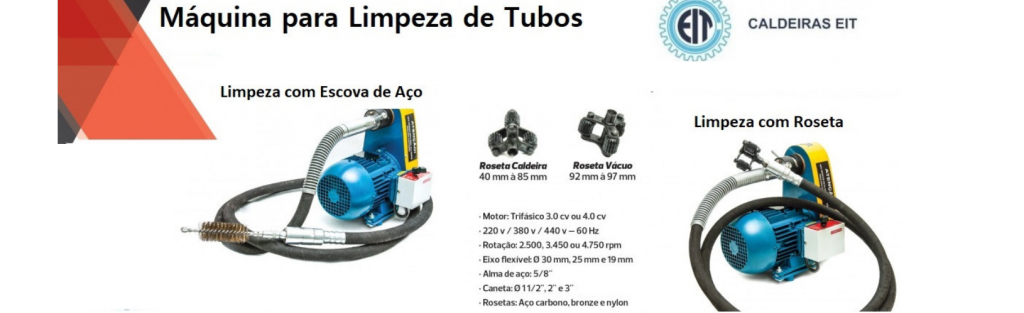 Máquina para Limpeza de Tubos
EIT
CALDEIRAS EIT
Limpeza com Escova de Aço
Limpeza com Roseta
Roseta Caldeira
40 mm à 85 mm
Roseta Vácuo
92 mm à 97 mm
· Motor: Trifásico 3.0 cv ou 4.0 cv
· 220 v / 380 v / 440 v – 60 Hz
· Rotação: 2.500, 3.450 ou 4.750 rpm
· Eixo flexível: Ø 30 mm, 25 mm e 19 mm
· Alma de aço: 5/8"
· Caneta: Ø 1 1/2", 2" e 3"
· Rosetas: Aço carbono, bronze e nylon